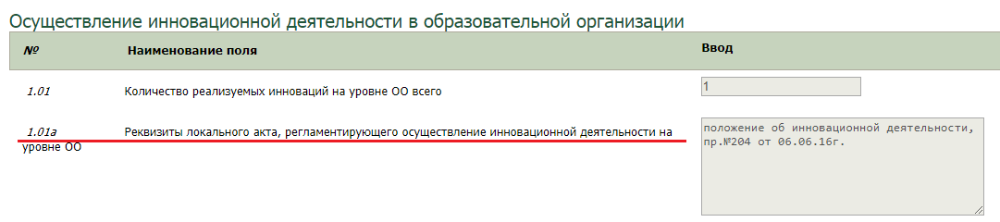 Осуществление инновационной деятельности в образовательной организации
№ Наименование поля Ввод
1.01 Количество реализуемых инноваций на уровне ОО всего 1
1.01а Реквизиты локального акта, регламентирующего осуществление инновационной деятельности на
уровне ОО
положение об инновационной деятельности,
пр.№204 от 06.06.16г.